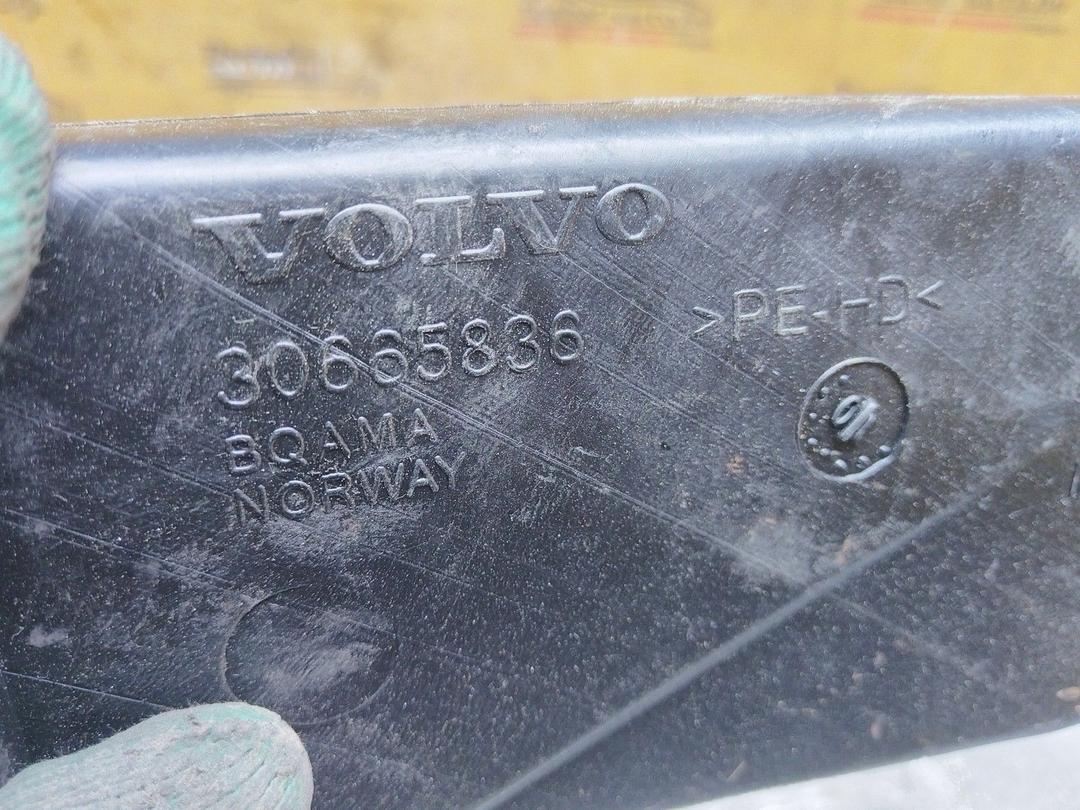 VOLVO
30665836
>PE-HD<
BQAMA
NORWAY